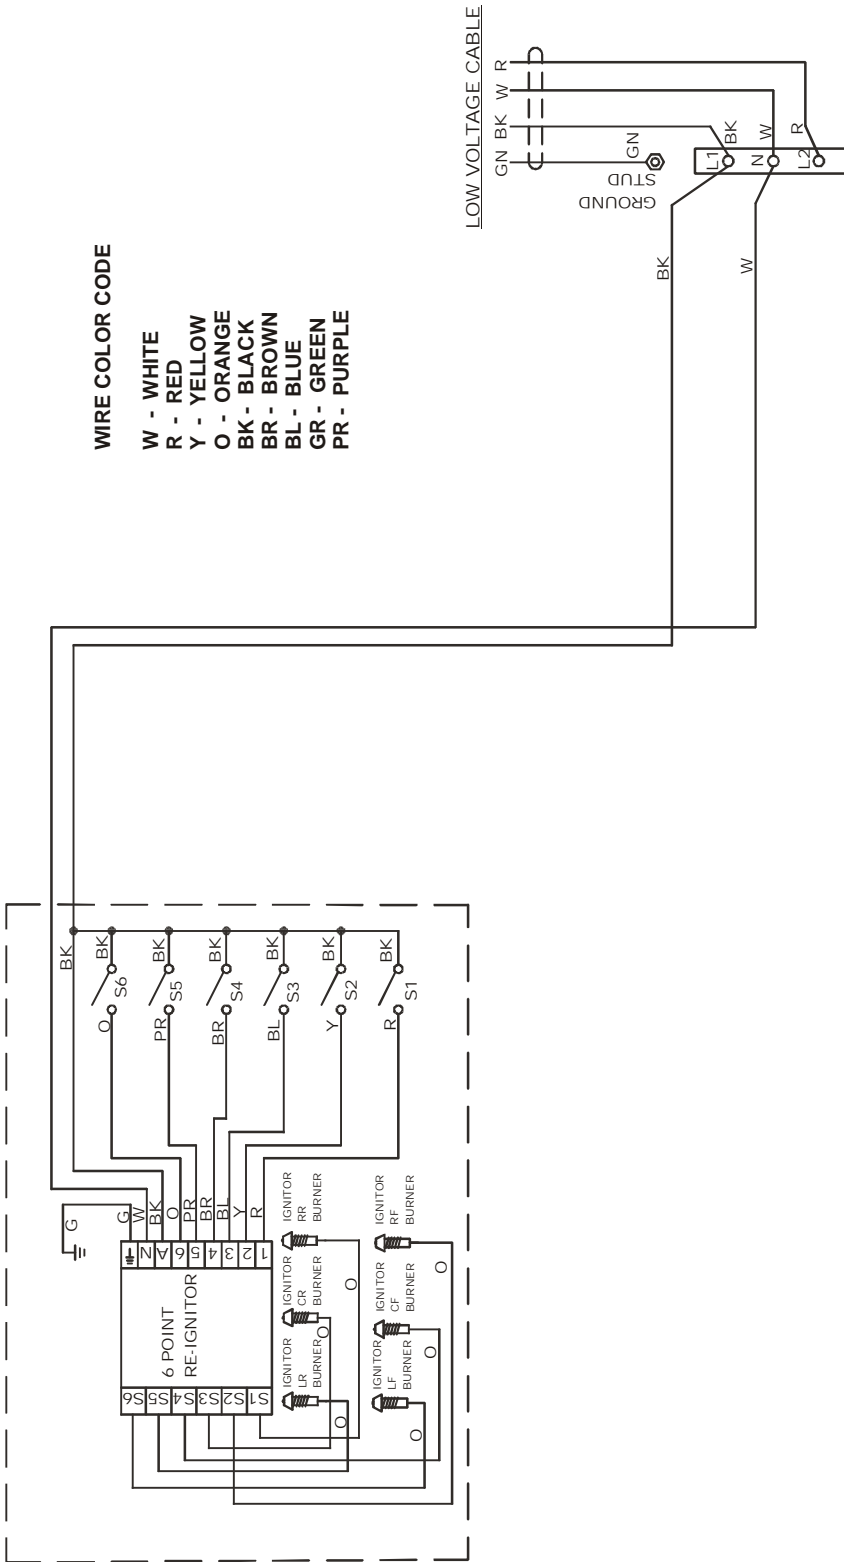 LOW VOLTAGE CABLE
GN
BK
W
R
GN
GROUND
STUD
L1
N
L2
BK
W
R
BK
W
WIRE COLOR CODE
W - WHITE
R - RED
Y - YELLOW
O - ORANGE
BK - BLACK
BR - BROWN
BL - BLUE
GR - GREEN
PR - PURPLE
BK
BK
BK
BK
BK
BK
BK
S6
S5
S4
S3
S2
S1
O
PR
BR
BL
Y
R
G
G
W
BK
O
PR
BR
BL
Y
R
N
A
6
5
4
3
2
1
6 POINT
RE-IGNITOR
S6
S5
S4
S3
S2
S1
IGNITOR
RR
BURNER
IGNITOR
CR
BURNER
IGNITOR
LR
BURNER
IGNITOR
RF
BURNER
IGNITOR
CF
BURNER
IGNITOR
LF
BURNER
O
O
O
O
O
O